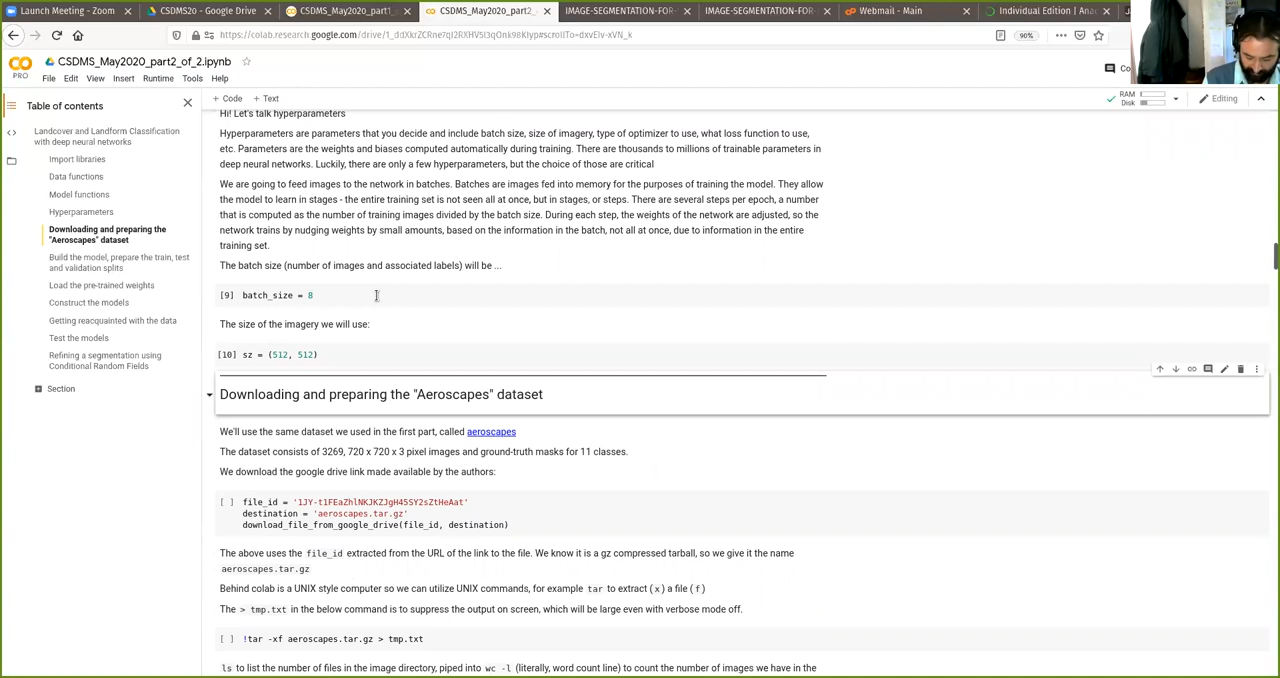 Launch Meeting - Zoom
CSDMS2o - Google Drive
CSDMS_May2020_part1
CSDMS_May2020_part2_
IMAGE-SEGMENTATION-FOR-
IMAGE-SEGMENTATION-FOR-
Webmail - Main
Individual Edition | Ana
90%
CO
PRO
CSDMS_May2020_part2_of_2.ipynb
File Edit View Insert Runtime Tools Help
Co
Table of contents
+ Code + Text
RAM
Disk
Editing
Landcover and Landform Classification
with deep neural networks
Import libraries
Data functions
Model functions
Hyperparameters
Downloading and preparing the
"Aeroscapes" dataset
Build the model, prepare the train, test
and validation splits
Load the pre-trained weights
Construct the models
Getting reacquainted with the data
Test the models
Refining a segmentation using
Conditional Random Fields
Section
Hi! Let's talk hyperparameters
Hyperparameters are parameters that you decide and include batch size, size of imagery, type of optimizer to use, what loss function to use,
etc. Parameters are the weights and biases computed automatically during training. There are thousands to millions of trainable parameters in
deep neural networks. Luckily, there are only a few hyperparameters, but the choice of those are critical
We are going to feed images to the network in batches. Batches are images fed into memory for the purposes of training the model. They allow
the model to learn in stages - the entire training set is not seen all at once, but in stages, or steps. There are several steps per epoch, a number
that is computed as the number of training images divided by the batch size. During each step, the weights of the network are adjusted, so the
network trains by nudging weights by small amounts, based on the information in the batch, not all at once, due to information in the entire
training set.
The batch size (number of images and associated labels) will be ...
[9] batch_size = 8
The size of the imagery we will use:
[10] sz = (512, 512)
Downloading and preparing the "Aeroscapes" dataset
We'll use the same dataset we used in the first part, called aeroscapes
The dataset consists of 3269, 720 x 720 x 3 pixel images and ground-truth masks for 11 classes.
We download the google drive link made available by the authors:
[ ] file_id = '1JY-t1FEaZhlNKJKZJgH45SY2sZtHeAat'
destination = 'aeroscapes.tar.gz'
download_file_from_google_drive(file_id, destination)
The above uses the file_id extracted from the URL of the link to the file. We know it is a gz compressed tarball, so we give it the name
aeroscapes.tar.gz
Behind colab is a UNIX style computer so we can utilize UNIX commands, for example tar to extract (x) a file (f)
The > tmp.txt in the below command is to suppress the output on screen, which will be large even with verbose mode off.
[ ] !tar -xf aeroscapes.tar.gz > tmp.txt
ls to list the number of files in the image directory, piped into wc -l (literally, word count line) to count the number of images we have in the